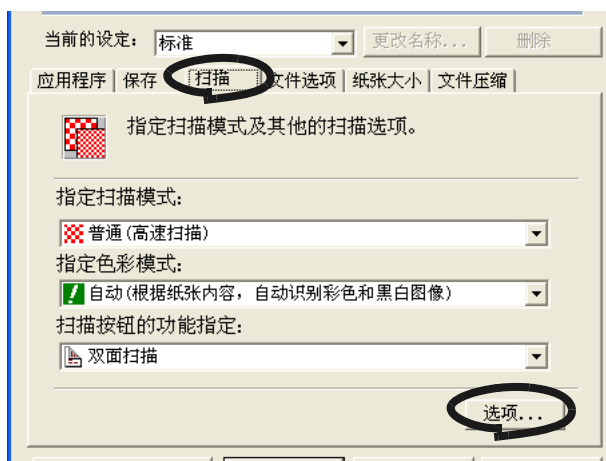 当前的设定: 标准 更改名称... 删除
应用程序 保存 扫描 文件选项 纸张大小 文件压缩
指定扫描模式及其他的扫描选项。
指定扫描模式:
普通(高速扫描)
指定色彩模式:
自动(根据纸张内容，自动识别彩色和黑白图像)
扫描按钮的功能指定:
双面扫描
选项...